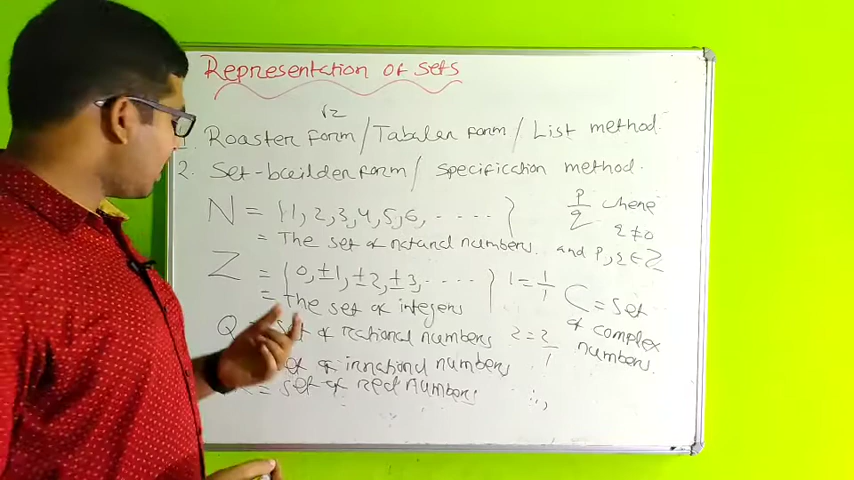 Representation of sets
√2
1. Roaster form / Tabular form / List method.
2. Set-builder form / specification method.
N = {1, 2, 3, 4, 5, 6, ..... }
= The set of natural numbers.
p/q where
q ≠ 0
and p, q ∈ Z
Z = {0, ±1, ±2, ±3, ..... }
= The set of integers
1 = 1/1
C = Set
of complex
numbers.
Q
set of rational numbers
2 = 2/1
set of irrational numbers
= set of real numbers